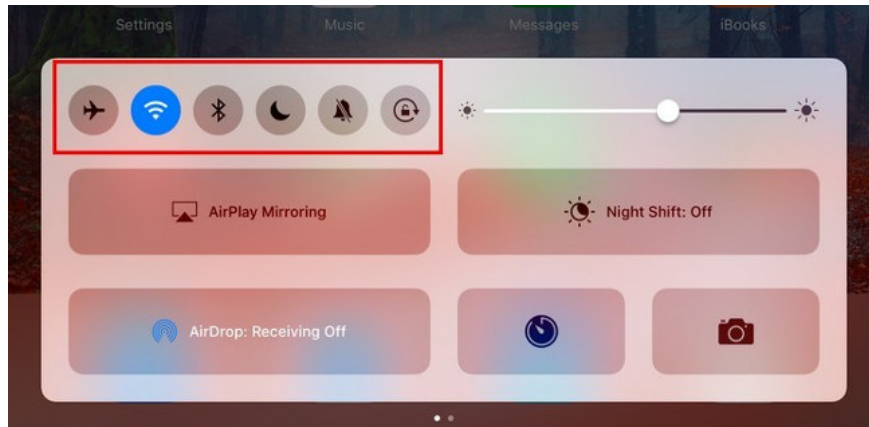 Settings
Music
Messages
iBooks
AirPlay Mirroring
Night Shift: Off
AirDrop: Receiving Off